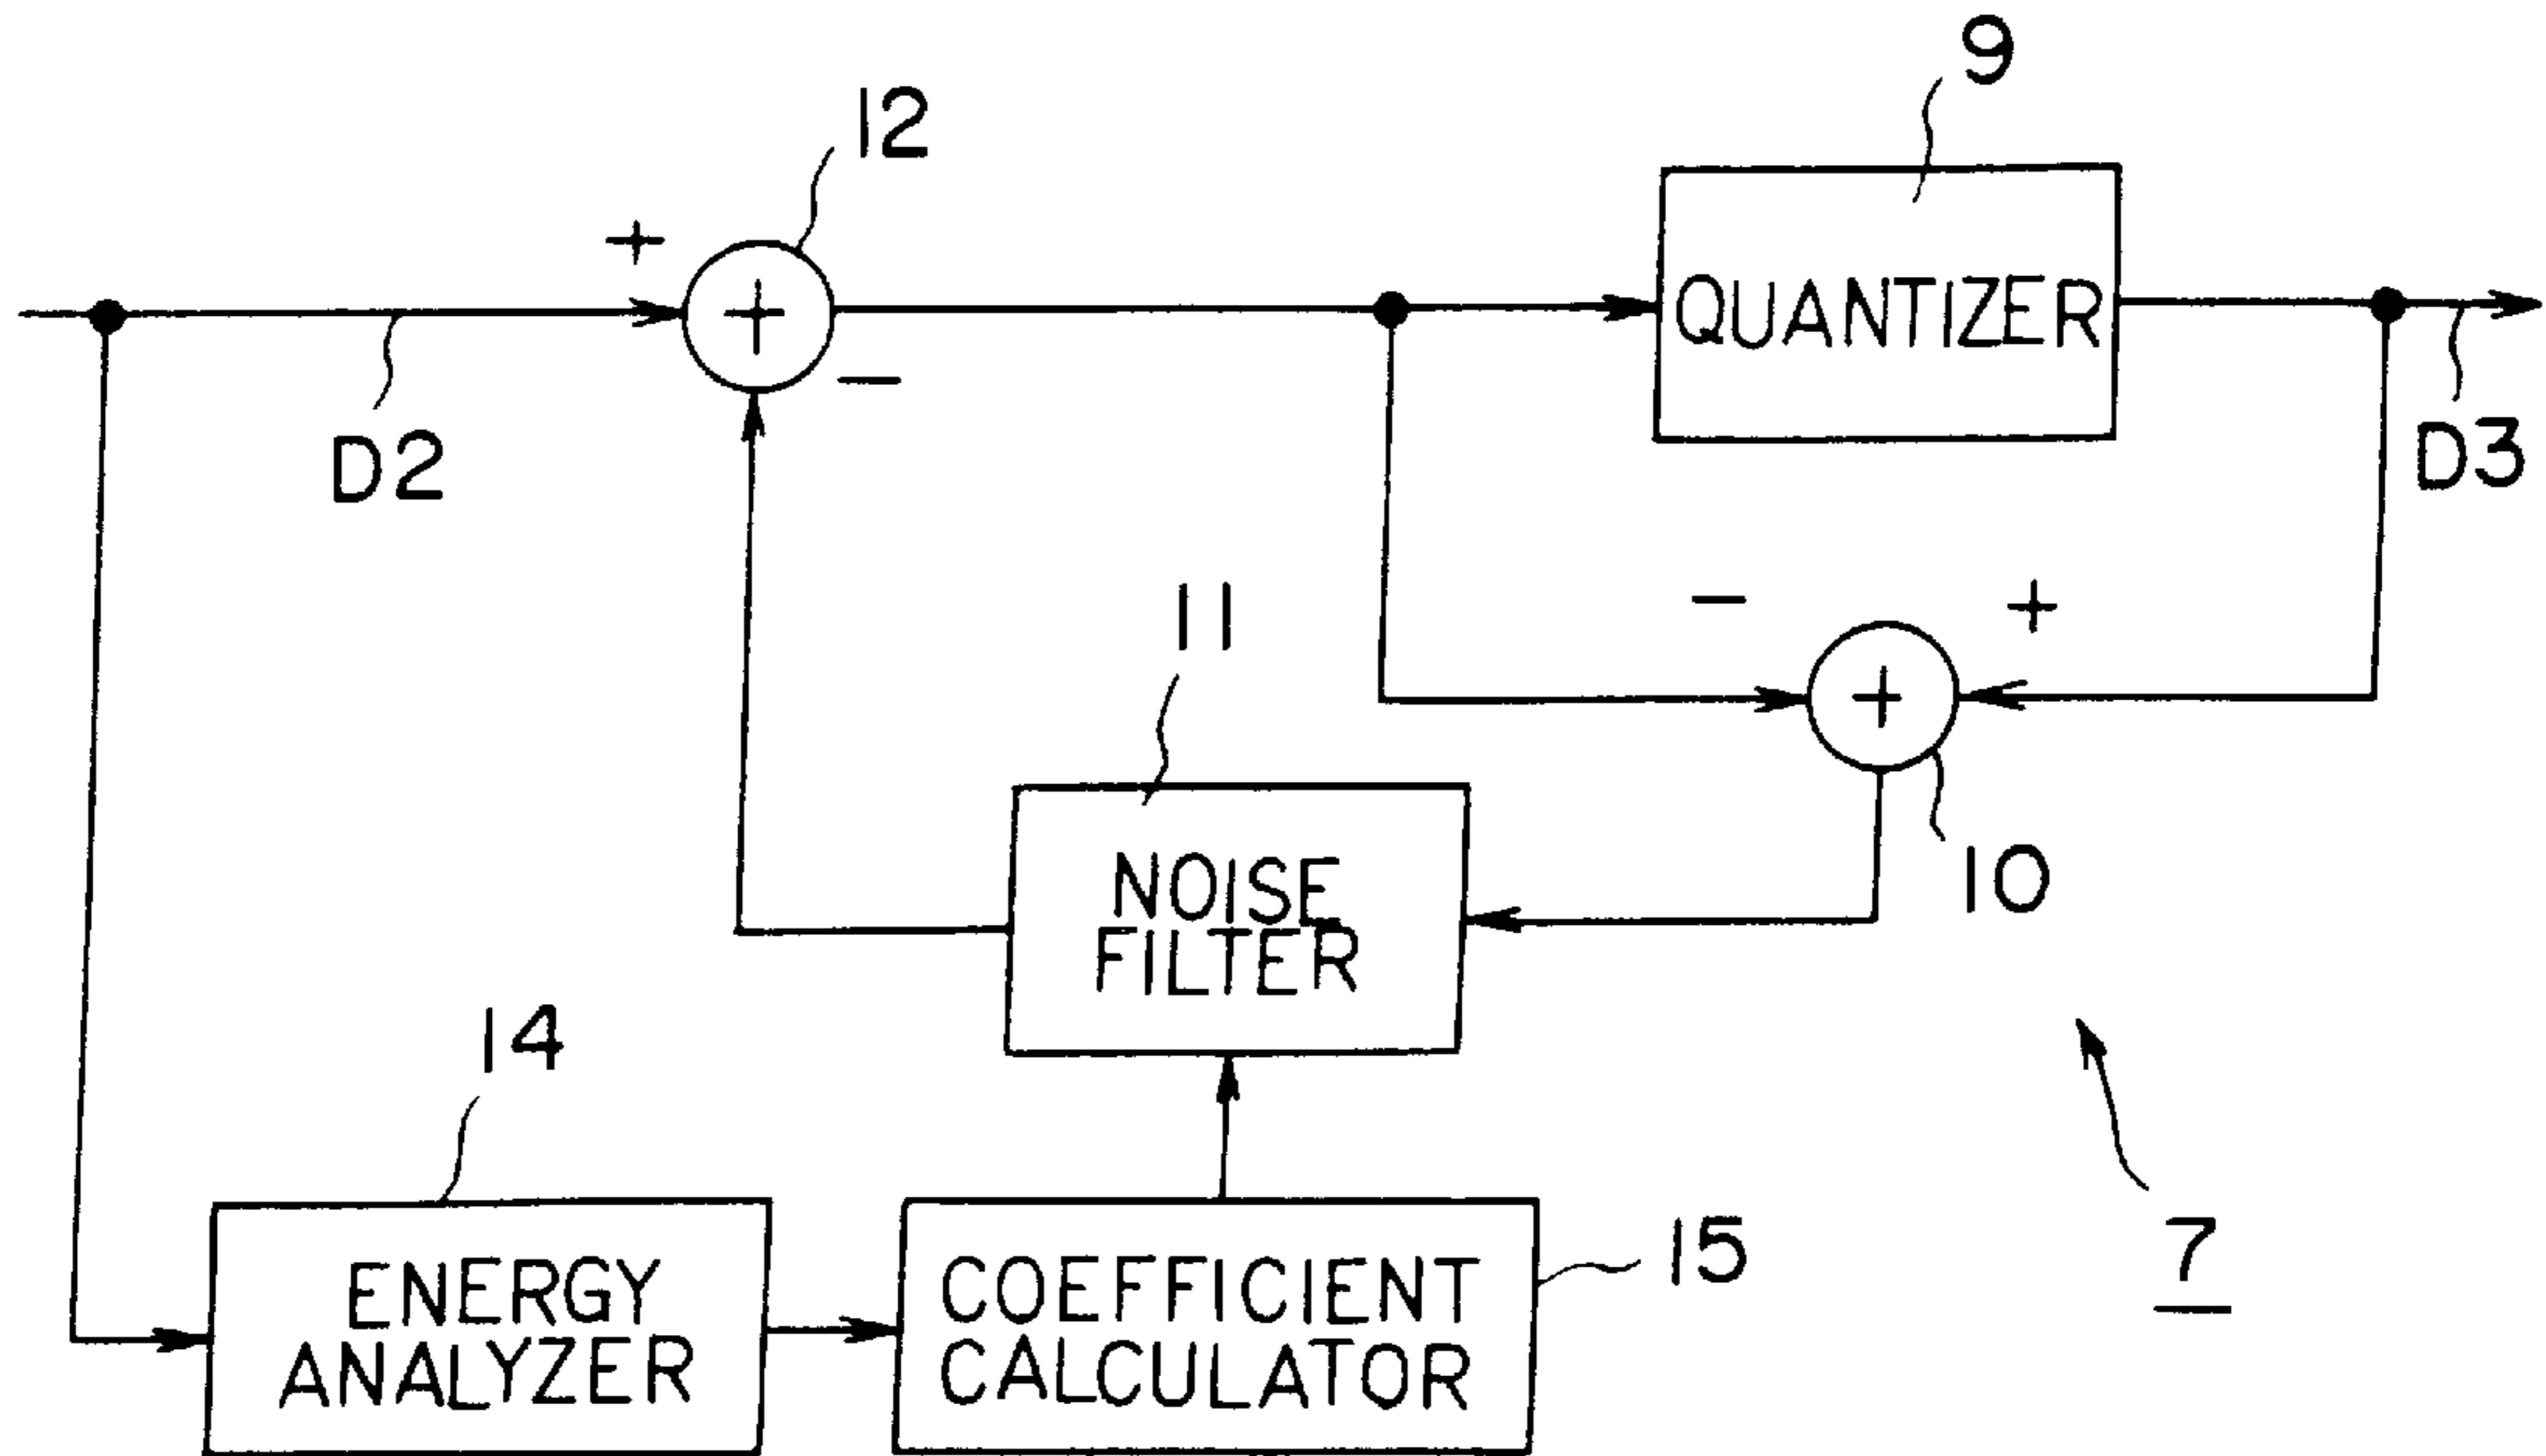 9
12
+
+
QUANTIZER
−
D2
D3
11
−
+
+
10
NOISE
FILTER
14
15
7
ENERGY
ANALYZER
COEFFICIENT
CALCULATOR